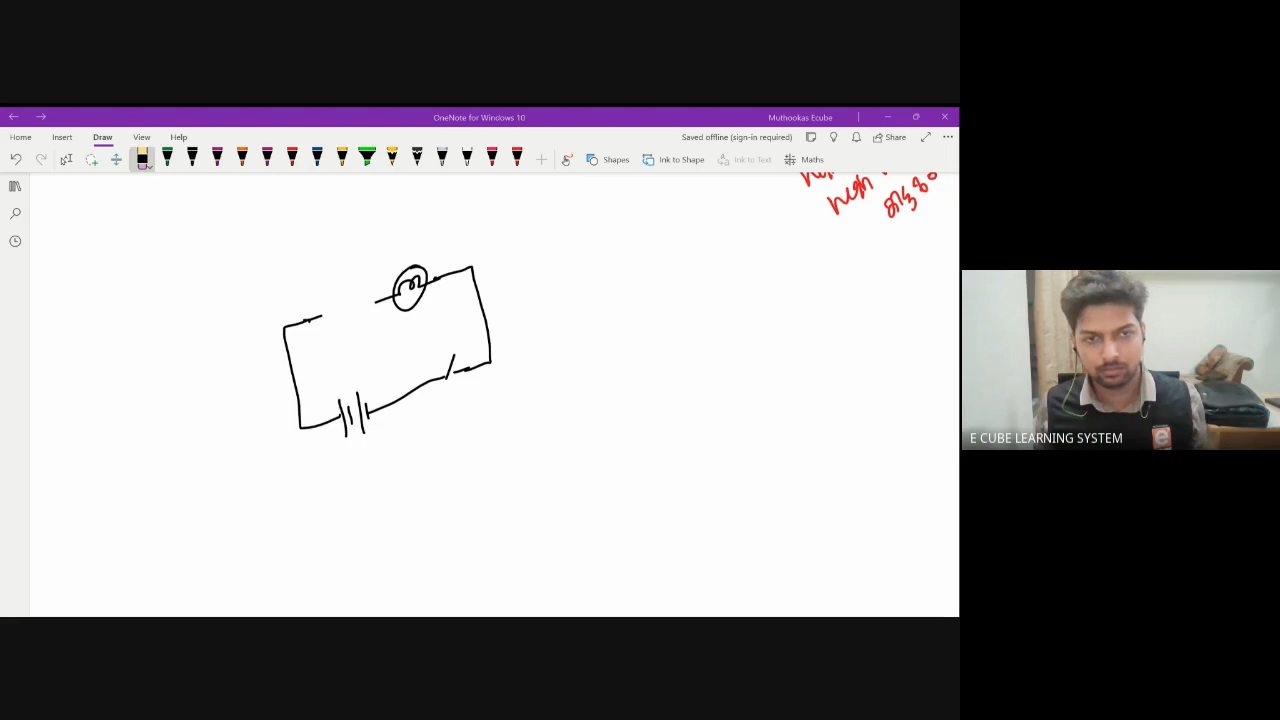 OneNote for Windows 10
Muthookas Ecube
Home Insert Draw View Help
Saved offline (sign-in required)
Share
Shapes
Ink to Shape
Ink to Text
Maths
E CUBE LEARNING SYSTEM